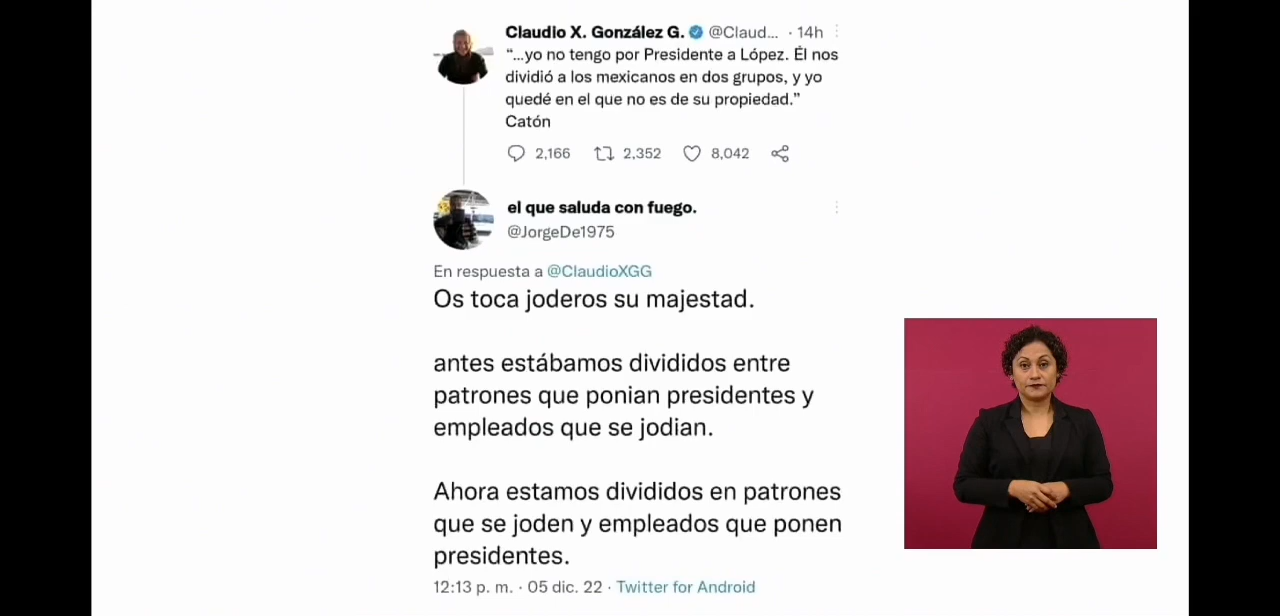 Claudio X. González G. @Claud... · 14h
“...yo no tengo por Presidente a López. Él nos
dividió a los mexicanos en dos grupos, y yo
quedé en el que no es de su propiedad.”
Catón
2,166 2,352 8,042
el que saluda con fuego.
@JorgeDe1975
En respuesta a @ClaudioXGG
Os toca joderos su majestad.
antes estábamos divididos entre
patrones que ponian presidentes y
empleados que se jodian.
Ahora estamos divididos en patrones
que se joden y empleados que ponen
presidentes.
12:13 p. m. · 05 dic. 22 · Twitter for Android